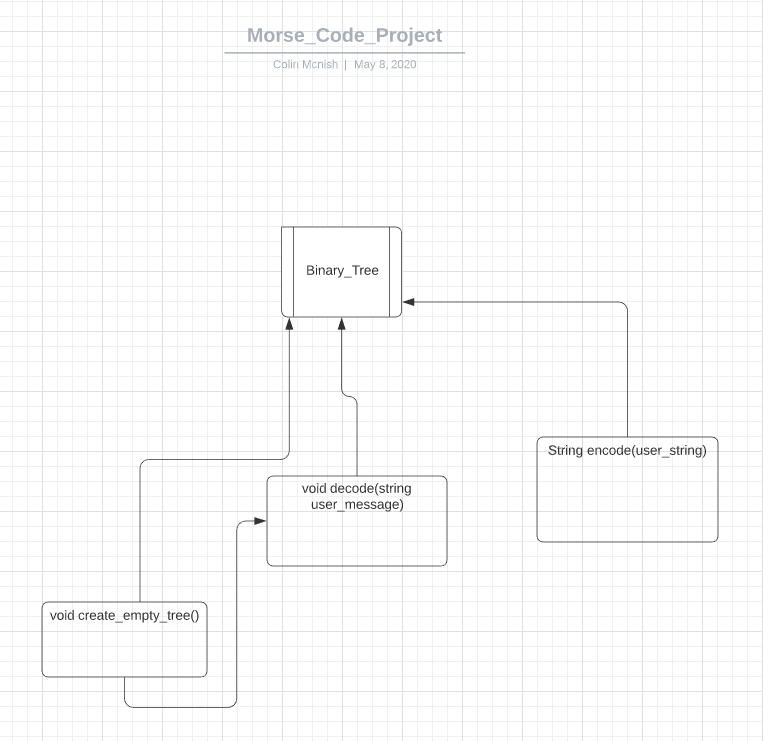 Morse_Code_Project
Colin Mcnish | May 8, 2020
Binary_Tree
String encode(user_string)
void decode(string
user_message)
void create_empty_tree()